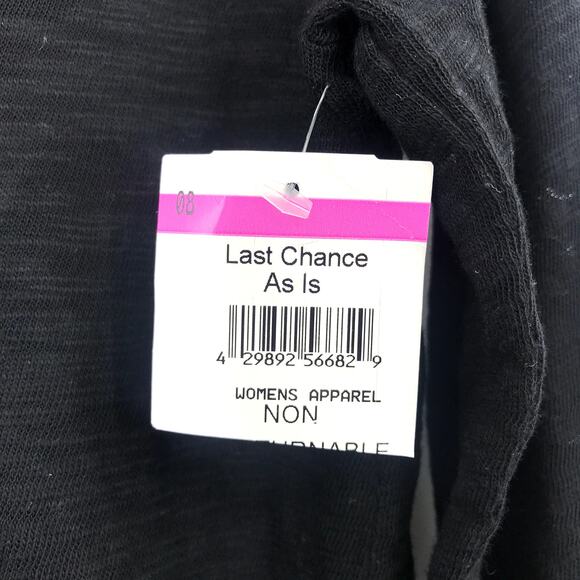 08
Last Chance
As Is
4 29892 56682 9
WOMENS APPAREL
NON